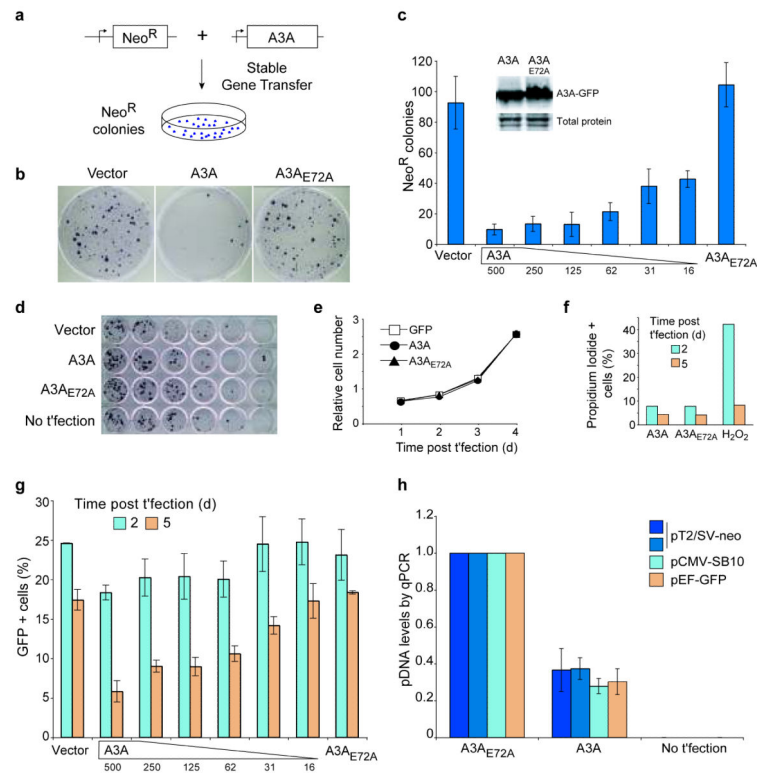 a
Neo^R + A3A
Stable
Gene Transfer
Neo^R
colonies
b
Vector A3A A3A_E72A
c
Neo^R colonies
120
100
80
60
40
20
0
A3A A3A
E72A
A3A-GFP
Total protein
Vector A3A A3A_E72A
500 250 125 62 31 16
d
Vector
A3A
A3A_E72A
No t'fection
e
Relative cell number
3
2
1
0
GFP
A3A
A3A_E72A
1 2 3 4
Time post t'fection (d)
f
Propidium Iodide +
cells (%)
40
20
0
Time post
t'fection (d)
2
5
A3A A3A_E72A H₂O₂
g
Time post t'fection (d)
2 5
GFP + cells (%)
30
25
20
15
10
5
0
Vector A3A A3A_E72A
500 250 125 62 31 16
h
pDNA levels by qPCR
1.2
1.0
0.8
0.6
0.4
0.2
0
pT2/SV-neo
pCMV-SB10
pEF-GFP
A3A_E72A A3A No t'fection